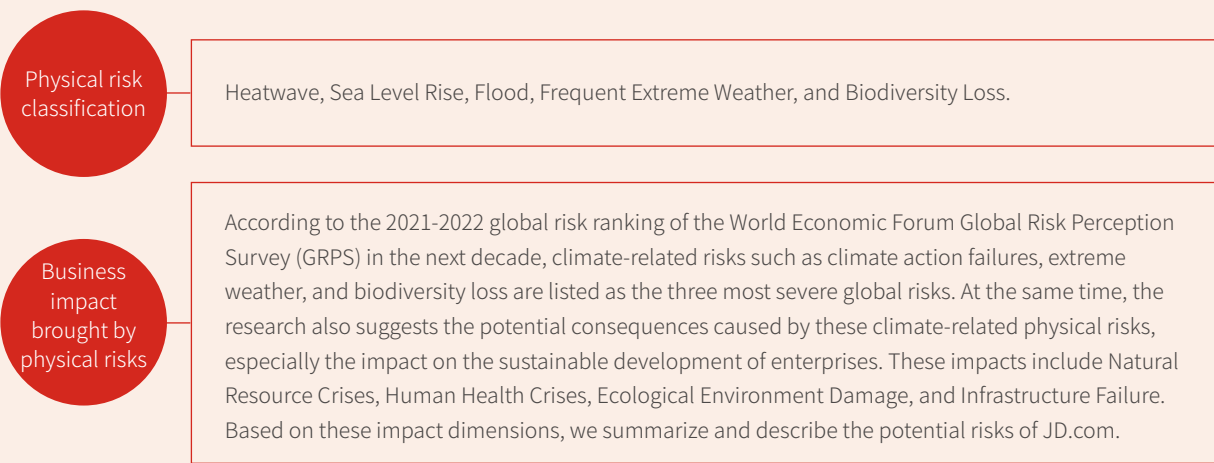 Physical risk
classification
Heatwave, Sea Level Rise, Flood, Frequent Extreme Weather, and Biodiversity Loss.
Business
impact
brought by
physical risks
According to the 2021-2022 global risk ranking of the World Economic Forum Global Risk Perception
Survey (GRPS) in the next decade, climate-related risks such as climate action failures, extreme
weather, and biodiversity loss are listed as the three most severe global risks. At the same time, the
research also suggests the potential consequences caused by these climate-related physical risks,
especially the impact on the sustainable development of enterprises. These impacts include Natural
Resource Crises, Human Health Crises, Ecological Environment Damage, and Infrastructure Failure.
Based on these impact dimensions, we summarize and describe the potential risks of JD.com.